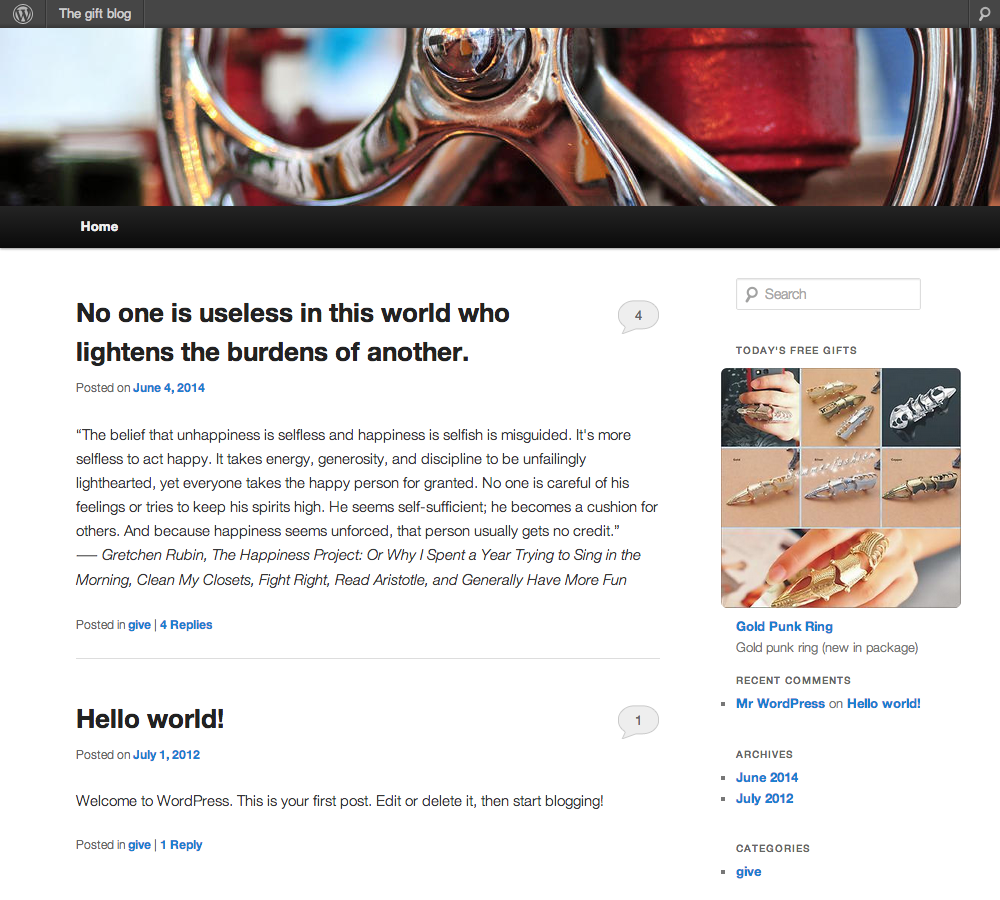 The gift blog
Home
No one is useless in this world who
lightens the burdens of another.
4
Posted on June 4, 2014
“The belief that unhappiness is selfless and happiness is selfish is misguided. It's more
selfless to act happy. It takes energy, generosity, and discipline to be unfailingly
lighthearted, yet everyone takes the happy person for granted. No one is careful of his
feelings or tries to keep his spirits high. He seems self-sufficient; he becomes a cushion for
others. And because happiness seems unforced, that person usually gets no credit.”
–– Gretchen Rubin, The Happiness Project: Or Why I Spent a Year Trying to Sing in the
Morning, Clean My Closets, Fight Right, Read Aristotle, and Generally Have More Fun
Posted in give | 4 Replies
Hello world!
1
Posted on July 1, 2012
Welcome to WordPress. This is your first post. Edit or delete it, then start blogging!
Posted in give | 1 Reply
Search
TODAY'S FREE GIFTS
Gold Punk Ring
Gold punk ring (new in package)
RECENT COMMENTS
Mr WordPress on Hello world!
ARCHIVES
June 2014
July 2012
CATEGORIES
give